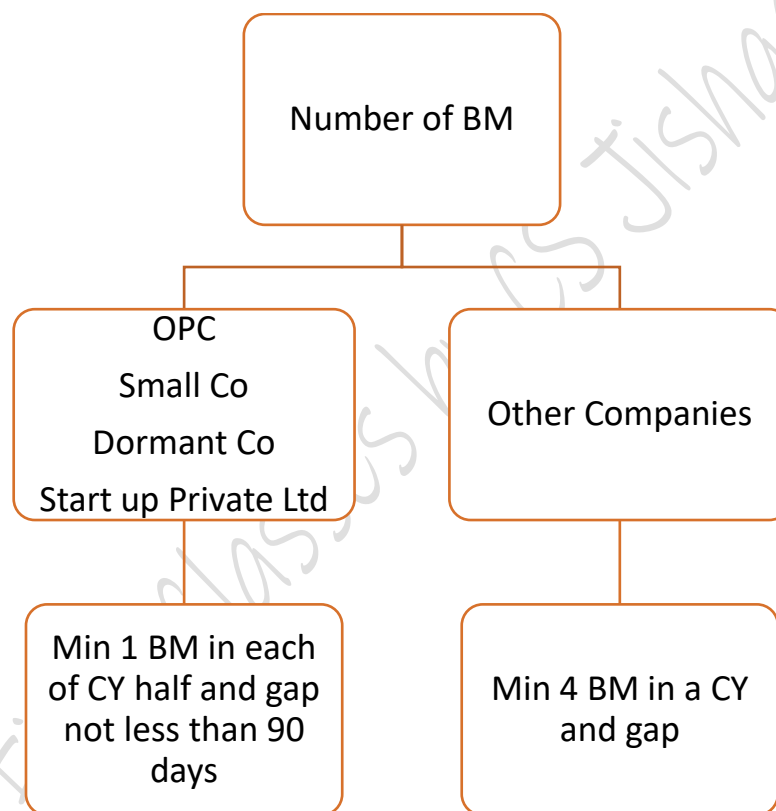 Number of BM
OPC
Small Co
Dormant Co
Start up Private Ltd
Other Companies
Min 1 BM in each
of CY half and gap
not less than 90
days
Min 4 BM in a CY
and gap